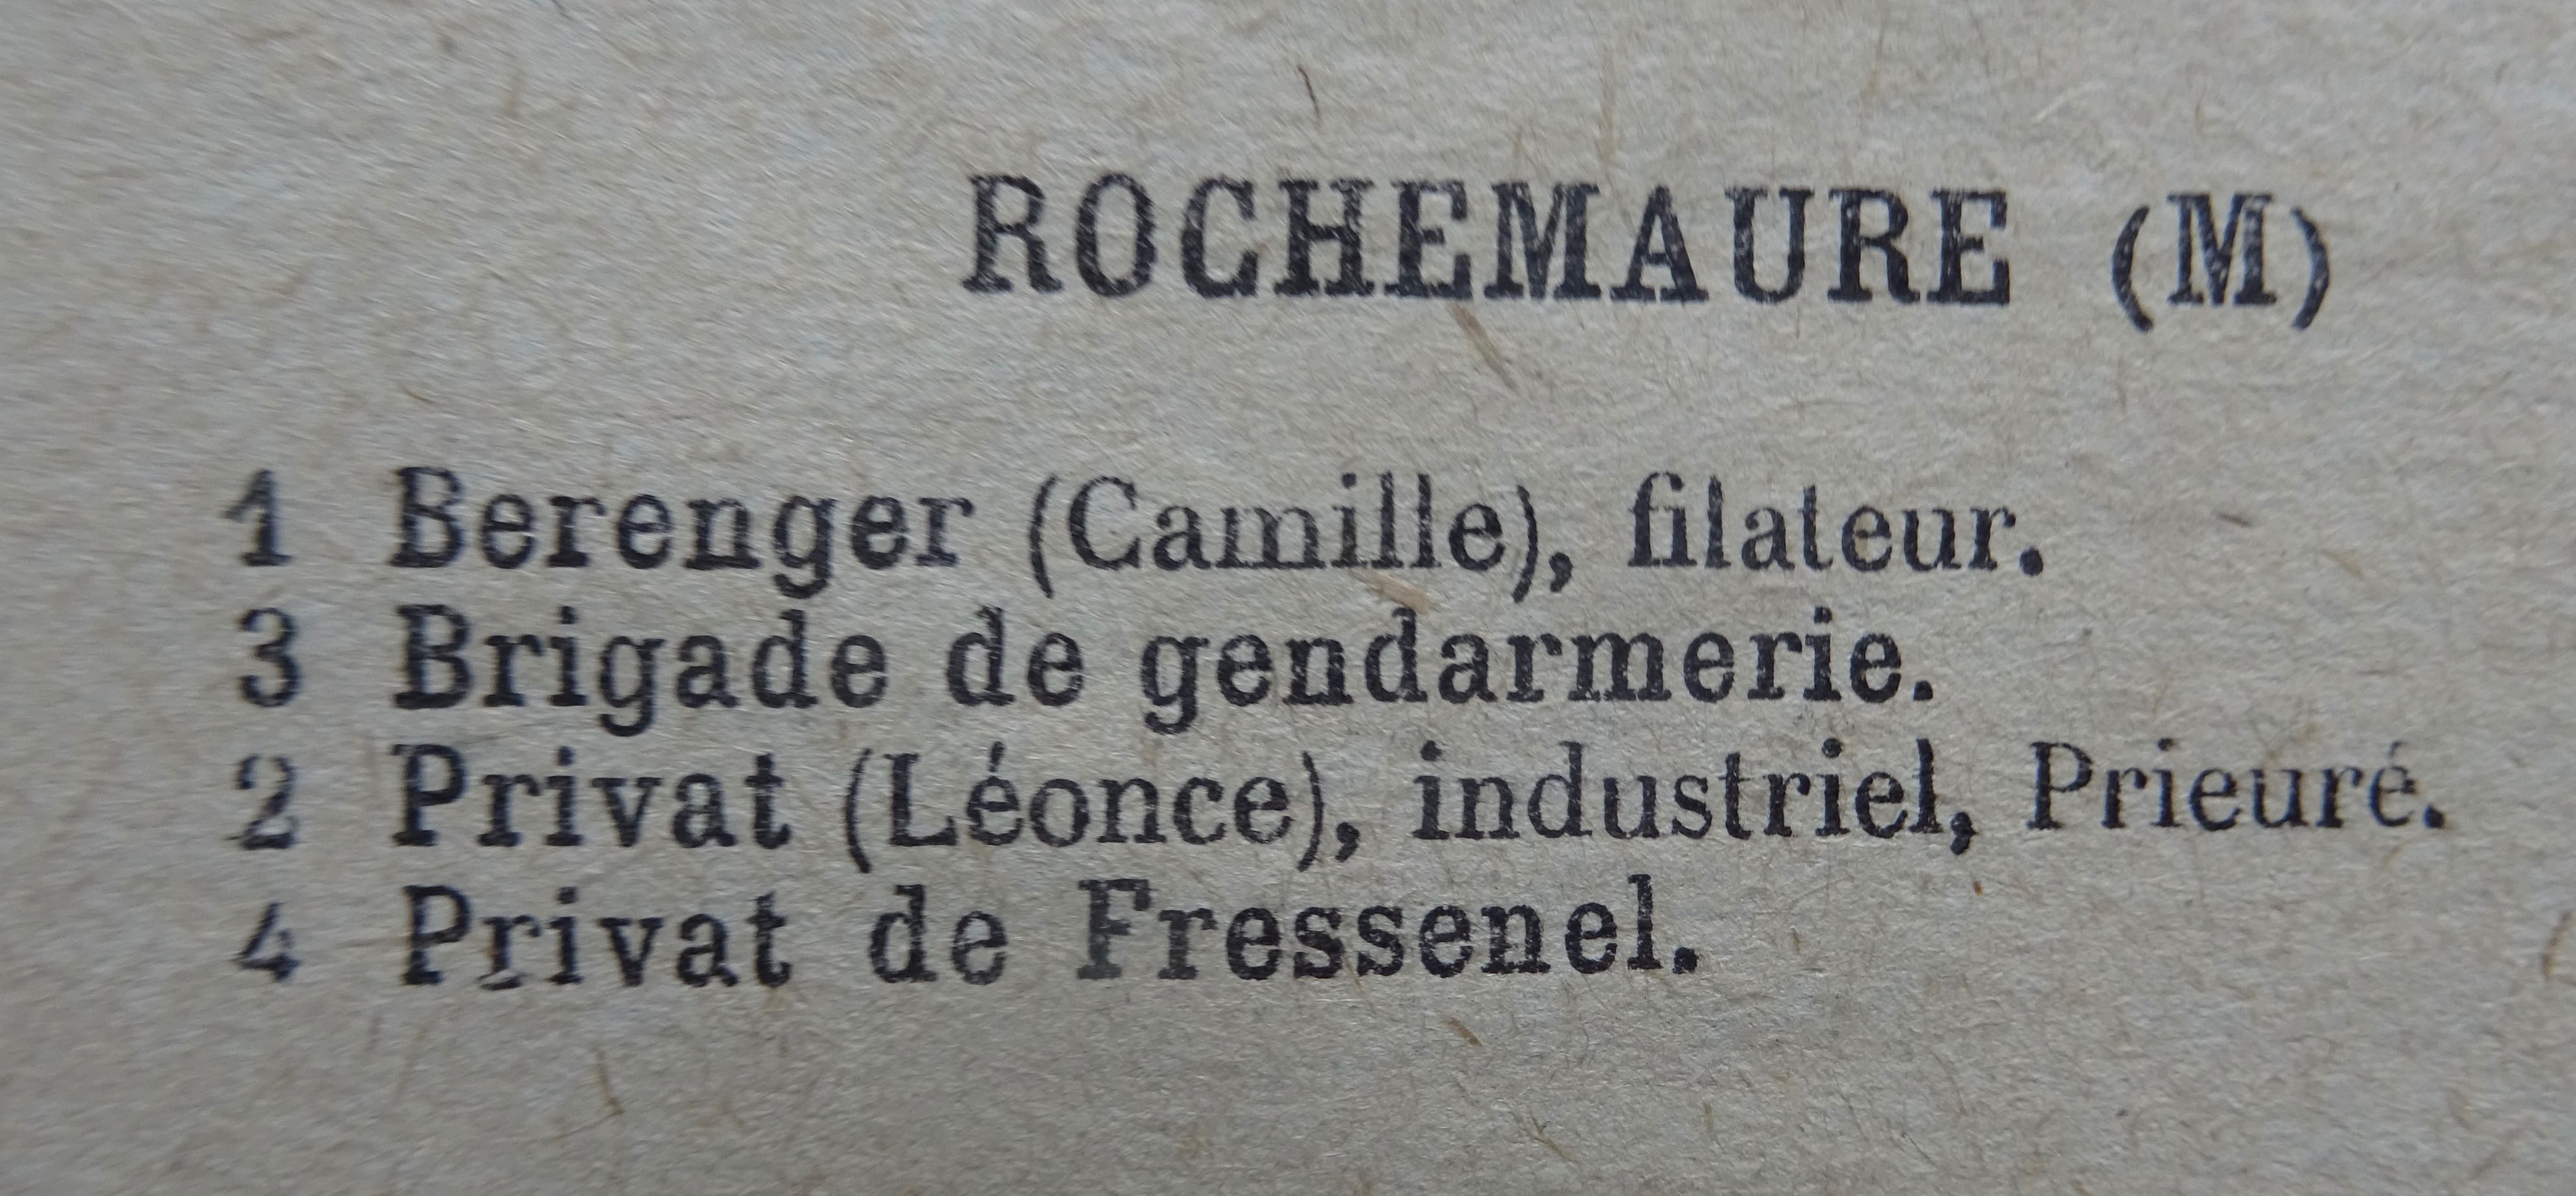 ROCHEMAURE (M)
1 Berenger (Camille), filateur.
3 Brigade de gendarmerie.
2 Privat (Léonce), industriel, Prieuré.
4 Privat de Fressenel.